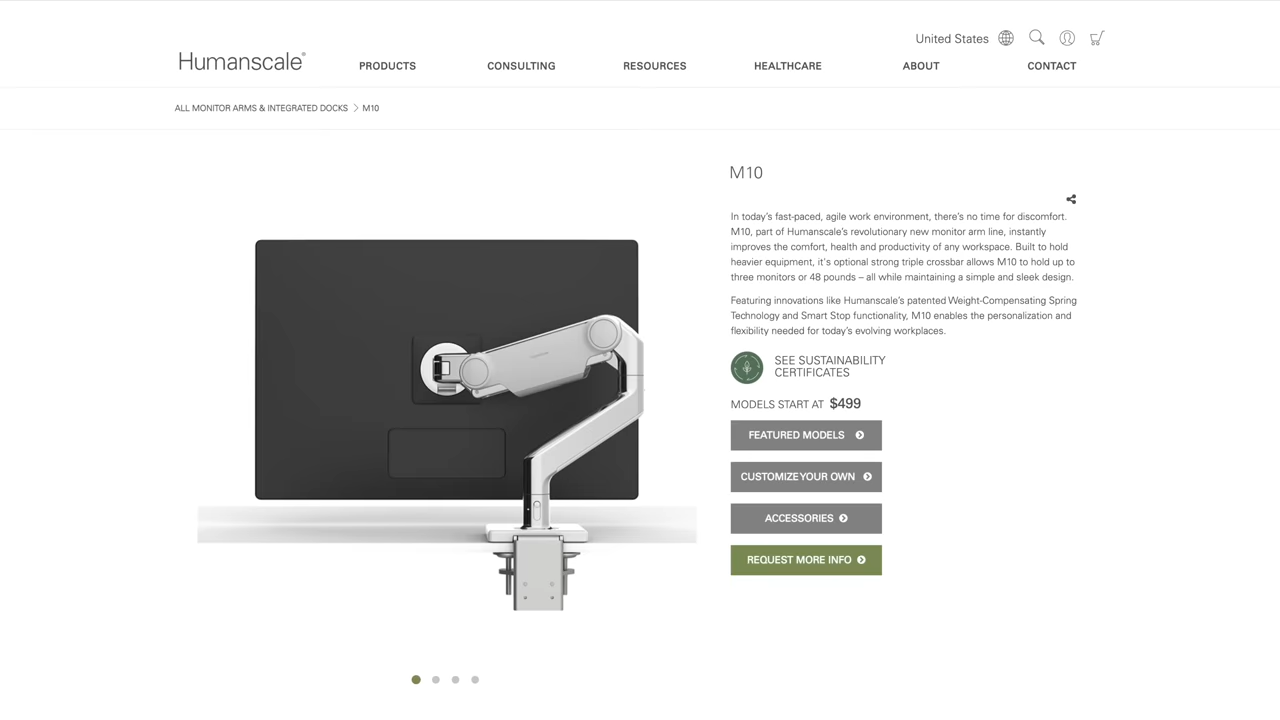 United States
Humanscale®
PRODUCTS
CONSULTING
RESOURCES
HEALTHCARE
ABOUT
CONTACT
ALL MONITOR ARMS & INTEGRATED DOCKS > M10
M10
In today's fast-paced, agile work environment, there's no time for discomfort.
M10, part of Humanscale's revolutionary new monitor arm line, instantly
improves the comfort, health and productivity of any workspace. Built to hold
heavier equipment, it's optional strong triple crossbar allows M10 to hold up to
three monitors or 48 pounds – all while maintaining a simple and sleek design.
Featuring innovations like Humanscale's patented Weight-Compensating Spring
Technology and Smart Stop functionality, M10 enables the personalization and
flexibility needed for today's evolving workplaces.
SEE SUSTAINABILITY
CERTIFICATES
MODELS START AT $499
FEATURED MODELS
CUSTOMIZE YOUR OWN
ACCESSORIES
REQUEST MORE INFO